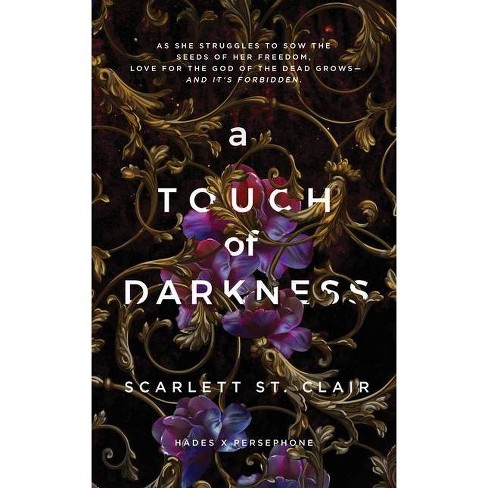 AS SHE STRUGGLES TO SOW THE
SEEDS OF HER FREEDOM,
LOVE FOR THE GOD OF THE DEAD GROWS—
AND IT'S FORBIDDEN.
a
TOUCH
of
DARKNESS
SCARLETT ST. CLAIR
HADES X PERSEPHONE